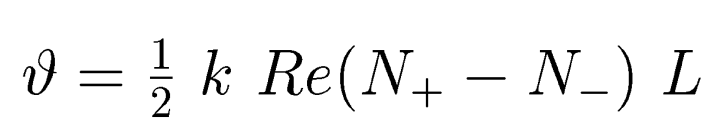 ϑ = 1/2 k Re(N₊ − N₋) L